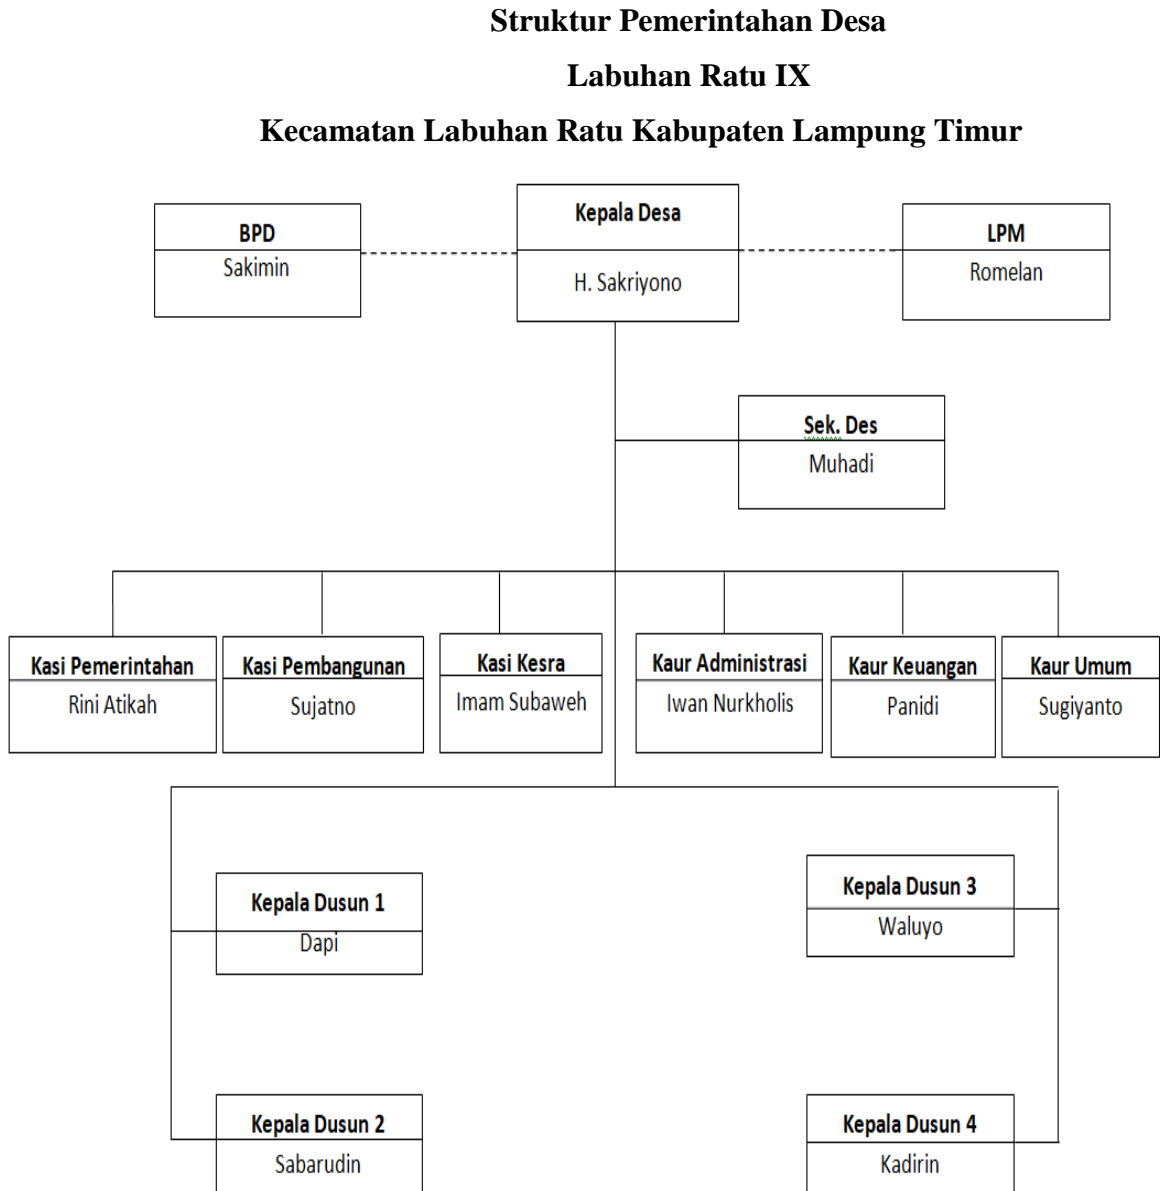 Struktur Pemerintahan Desa
Labuhan Ratu IX
Kecamatan Labuhan Ratu Kabupaten Lampung Timur
BPD
Sakimin
Kepala Desa
H. Sakriyono
LPM
Romelan
Sek. Des
Muhadi
Kasi Pemerintahan
Rini Atikah
Kasi Pembangunan
Sujatno
Kasi Kesra
Imam Subaweh
Kaur Administrasi
Iwan Nurkholis
Kaur Keuangan
Panidi
Kaur Umum
Sugiyanto
Kepala Dusun 1
Dapi
Kepala Dusun 3
Waluyo
Kepala Dusun 2
Sabarudin
Kepala Dusun 4
Kadirin